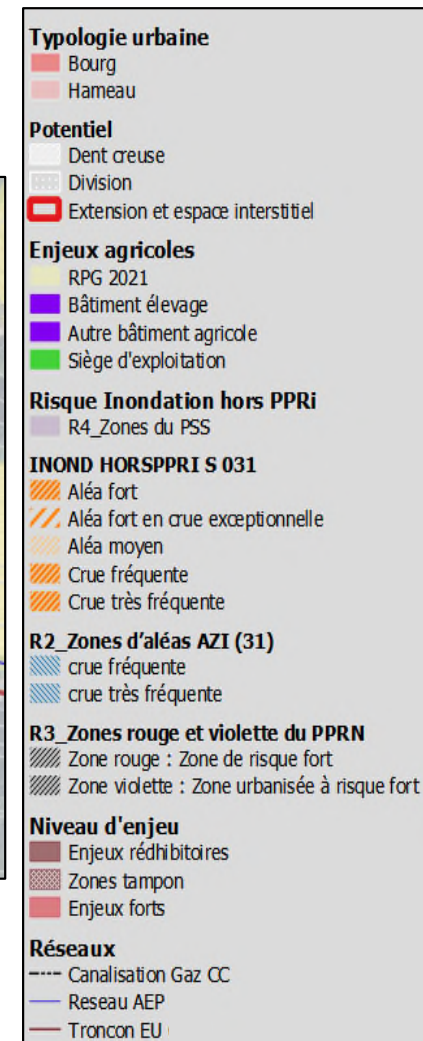 Typologie urbaine
Bourg
Hameau
Potentiel
Dent creuse
Division
Extension et espace interstitiel
Enjeux agricoles
RPG 2021
Bâtiment élevage
Autre bâtiment agricole
Siège d'exploitation
Risque Inondation hors PPRi
R4_Zones du PSS
INOND HORSPPRI S 031
Aléa fort
Aléa fort en crue exceptionnelle
Aléa moyen
Crue fréquente
Crue très fréquente
R2_Zones d'aléas AZI (31)
crue fréquente
crue très fréquente
R3_Zones rouge et violette du PPRN
Zone rouge : Zone de risque fort
Zone violette : Zone urbanisée à risque fort
Niveau d'enjeu
Enjeux rédhibitoires
Zones tampon
Enjeux forts
Réseaux
Canalisation Gaz CC
Reseau AEP
Troncon EU